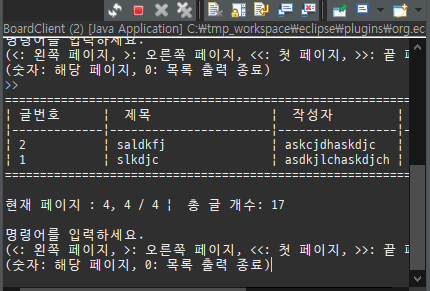 BoardClient (2) [Java Application] C:₩tmp_workspace₩eclipse₩plugins₩org.ec
명령어를 입력하세요.
(<: 왼쪽 페이지, >: 오른쪽 페이지, <<: 첫 페이지, >>: 끝 페
(숫자: 해당 페이지, 0: 목록 출력 종료)
>>
| 글번호 | 제목 | 작성자 |
| 2 | saldkfj | askcjdhaskdjc
| 1 | slkdjc | asdkjlchaskdjch |
현재 페이지 : 4, 4 / 4 ¦ 총 글 개수: 17
명령어를 입력하세요.
(<: 왼쪽 페이지, >: 오른쪽 페이지, <<: 첫 페이지, >>: 끝 페
(숫자: 해당 페이지, 0: 목록 출력 종료)